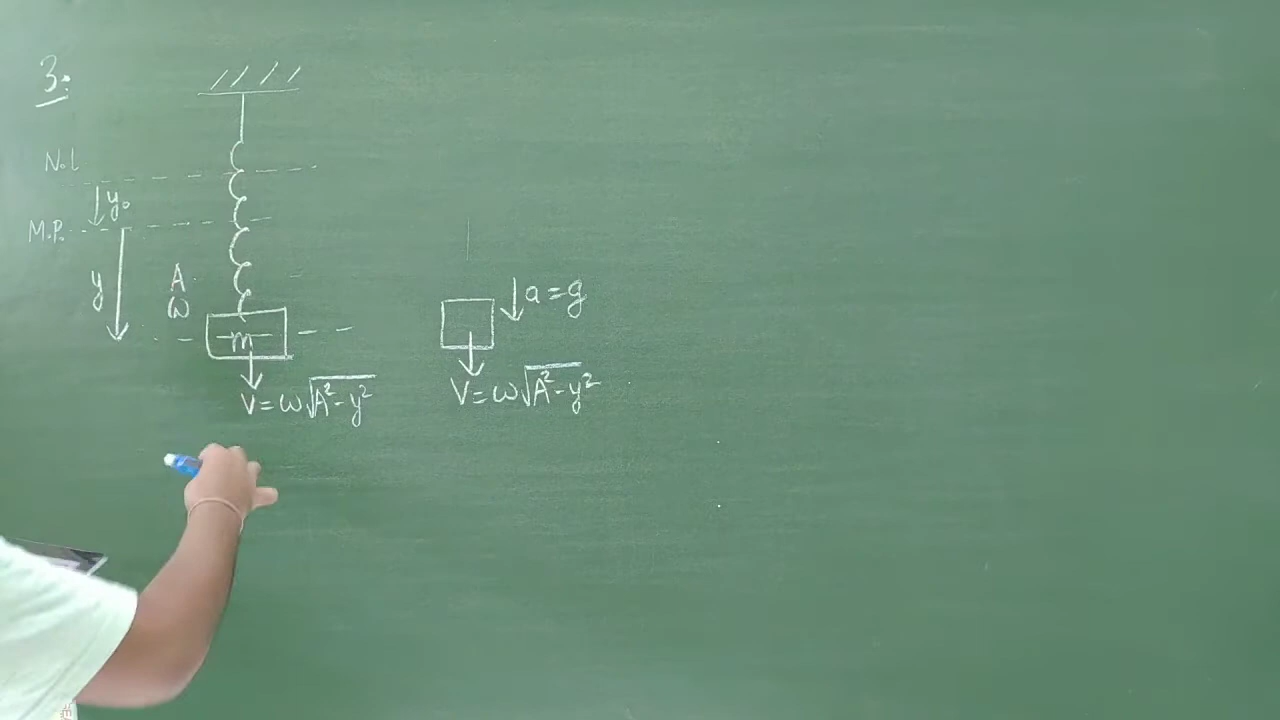 3:
N.L
y₀
M.P.
y
A
ω
m
V = ω√A²-y²
a = g
V = ω√A²-y²